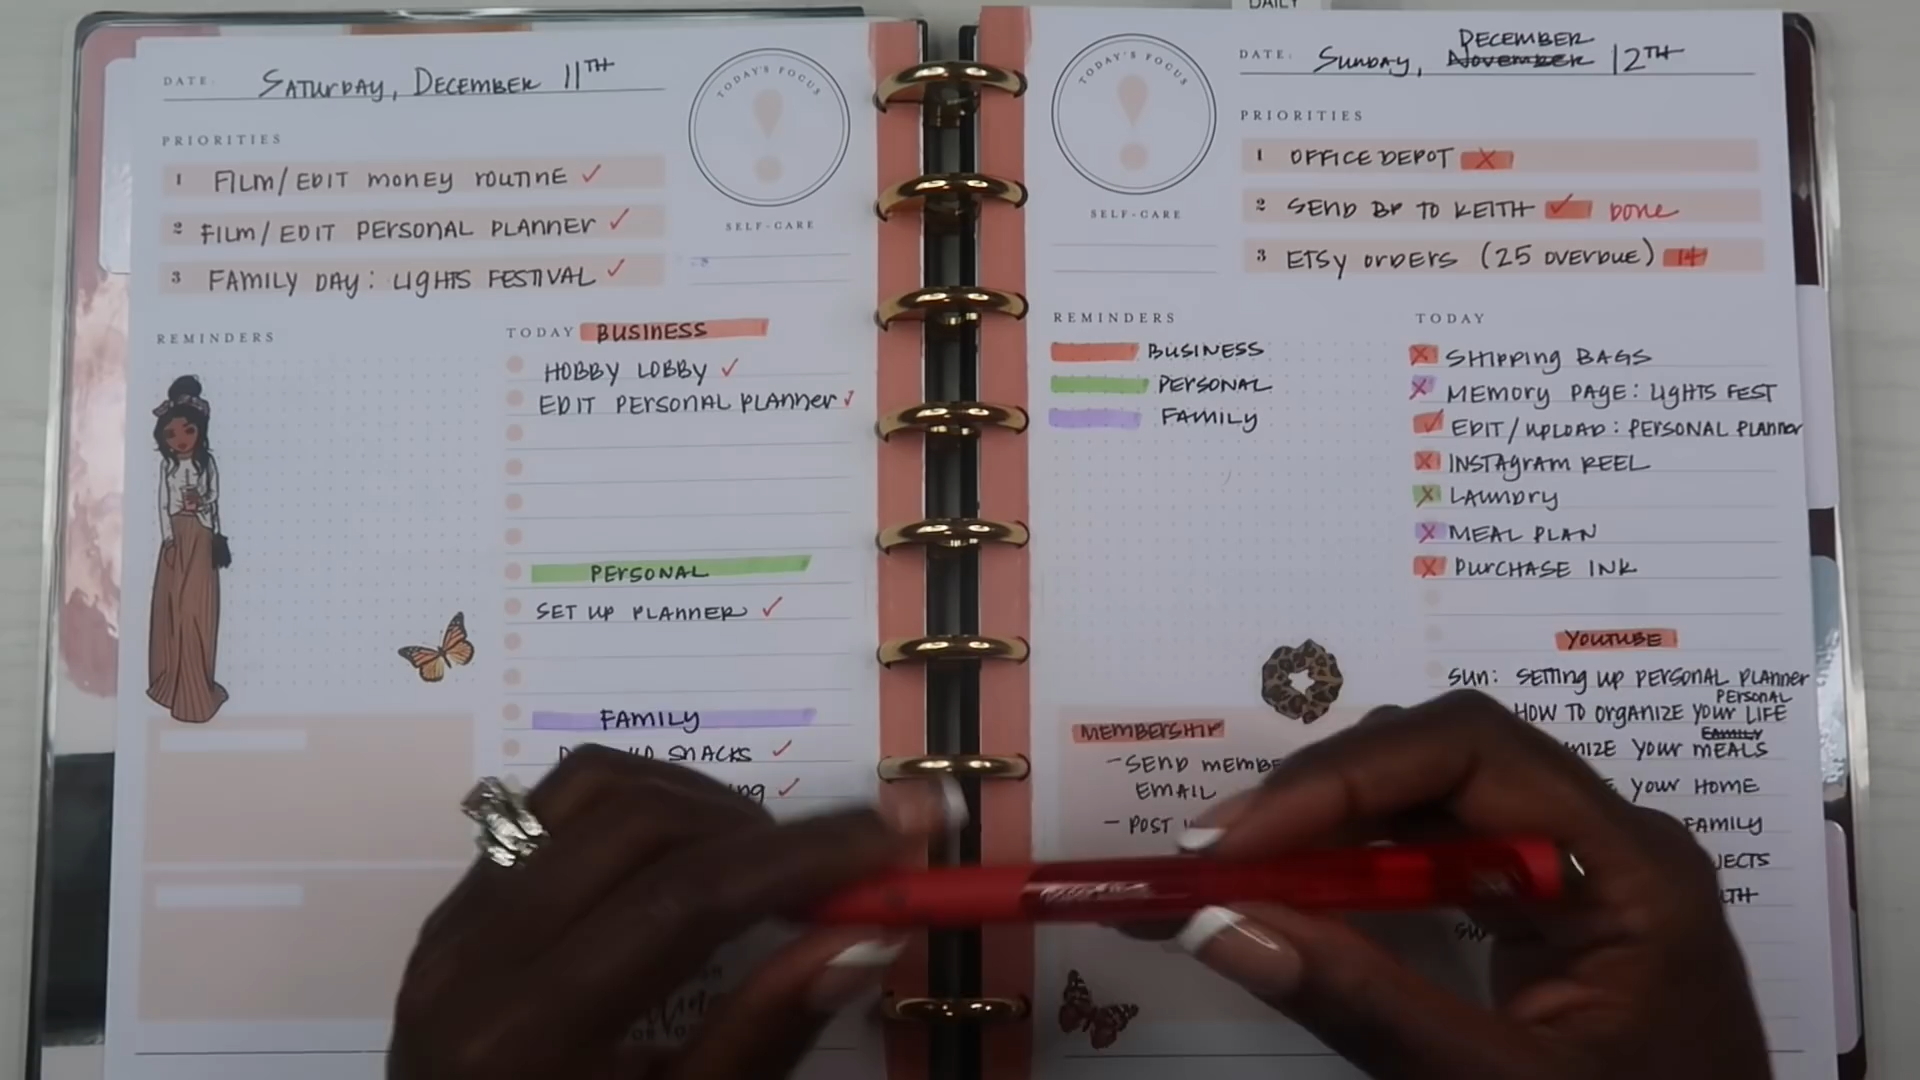 DAILY
DATE: SATURDAY, DECEMBER 11TH
TODAY'S FOCUS
PRIORITIES
1 FILM/EDIT MONEY ROUTINE ✓
2 FILM/EDIT PERSONAL PLANNER ✓
3 FAMILY DAY: LIGHTS FESTIVAL ✓
SELF-CARE
REMINDERS
TODAY BUSINESS
HOBBY LOBBY ✓
EDIT PERSONAL PLANNER ✓
PERSONAL
SET UP PLANNER ✓
FAMILY
SNACKS ✓
✓
TODAY'S FOCUS
SELF-CARE
DECEMBER
DATE: SUNDAY, November 12TH
PRIORITIES
1 OFFICE DEPOT X
2 SEND BP TO KEITH ✓ DONE
3 ETSY ORDERS (25 OVERDUE) 14
REMINDERS
BUSINESS
PERSONAL
FAMILY
TODAY
X SHIPPING BAGS
X MEMORY PAGE: LIGHTS FEST
✓ EDIT/UPLOAD: PERSONAL PLANNER
X INSTAGRAM REEL
X LAUNDRY
X MEAL PLAN
X PURCHASE INK
YOUTUBE
SUN: SETTING UP PERSONAL PLANNER
PERSONAL
HOW TO ORGANIZE YOUR LIFE
FAMILY
YOUR MEALS
YOUR HOME
FAMILY
MEMBERSHIP
- SEND
EMAIL
- POST